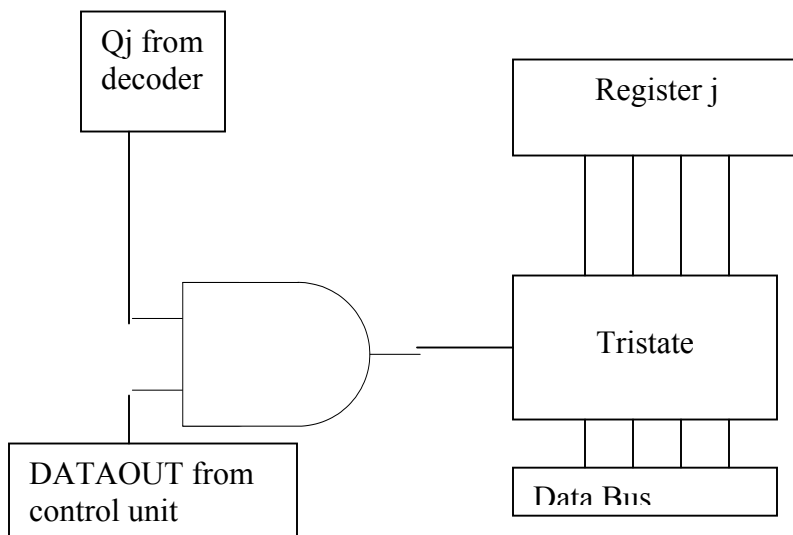 Qj from
decoder
Register j
Tristate
DATAOUT from
control unit
Data Bus